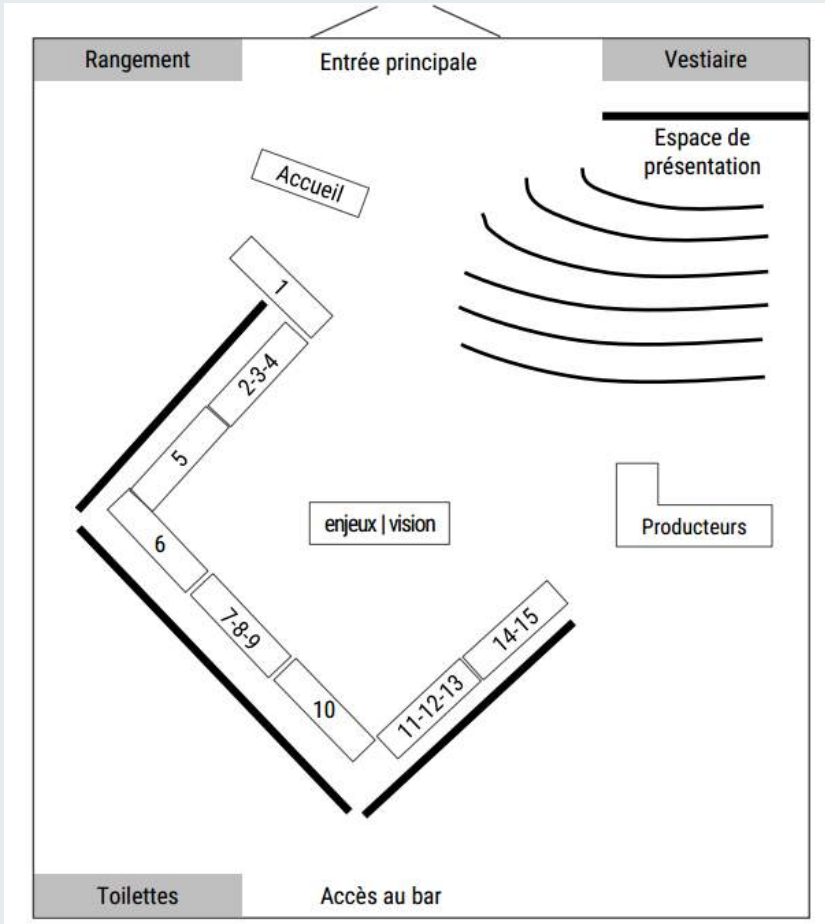 Rangement
Entrée principale
Vestiaire
Espace de
présentation
Accueil
1
2-3-4
5
6
7-8-9
10
11-12-13
14-15
enjeux | vision
Producteurs
Toilettes
Accès au bar